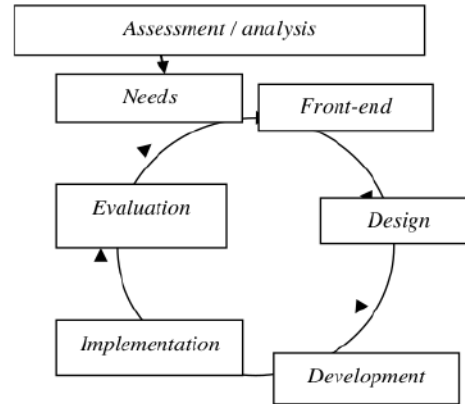 Assessment / analysis
Needs
Front-end
Evaluation
Design
Implementation
Development